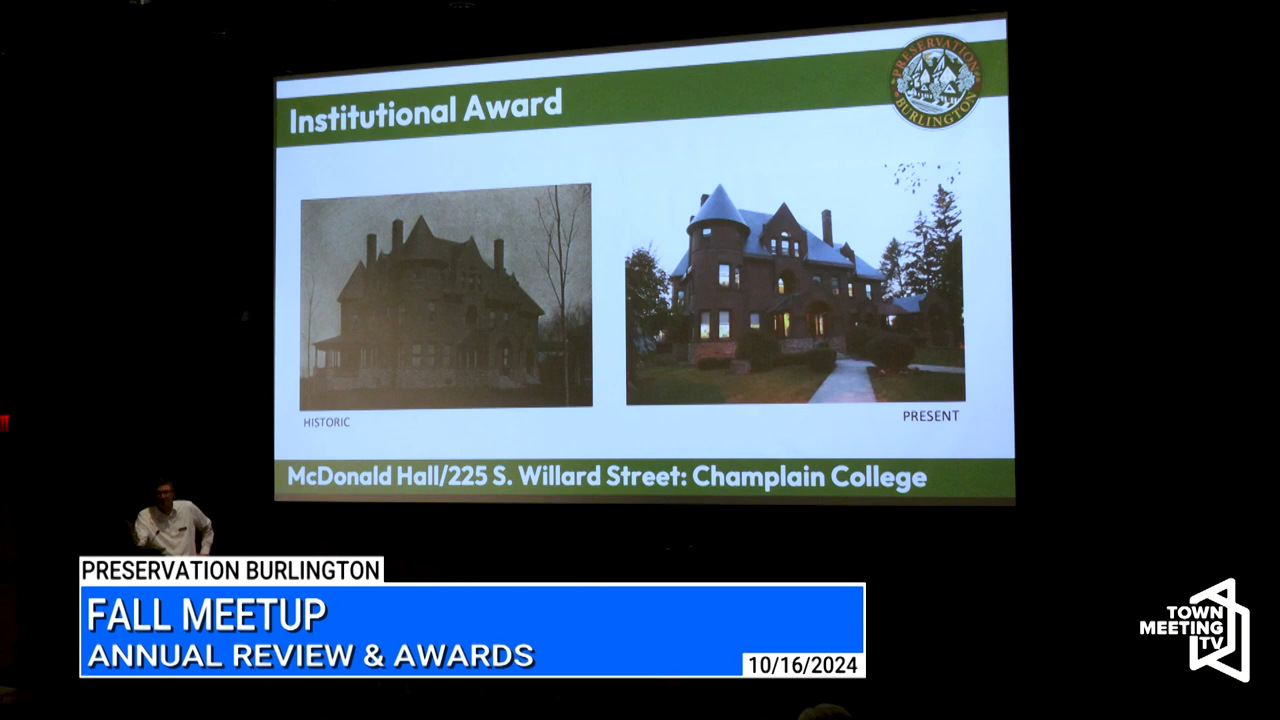 Institutional Award
PRESERVATION
BURLINGTON
HISTORIC
PRESENT
McDonald Hall/225 S. Willard Street: Champlain College
PRESERVATION BURLINGTON
FALL MEETUP
ANNUAL REVIEW & AWARDS
10/16/2024
TOWN
MEETING
TV